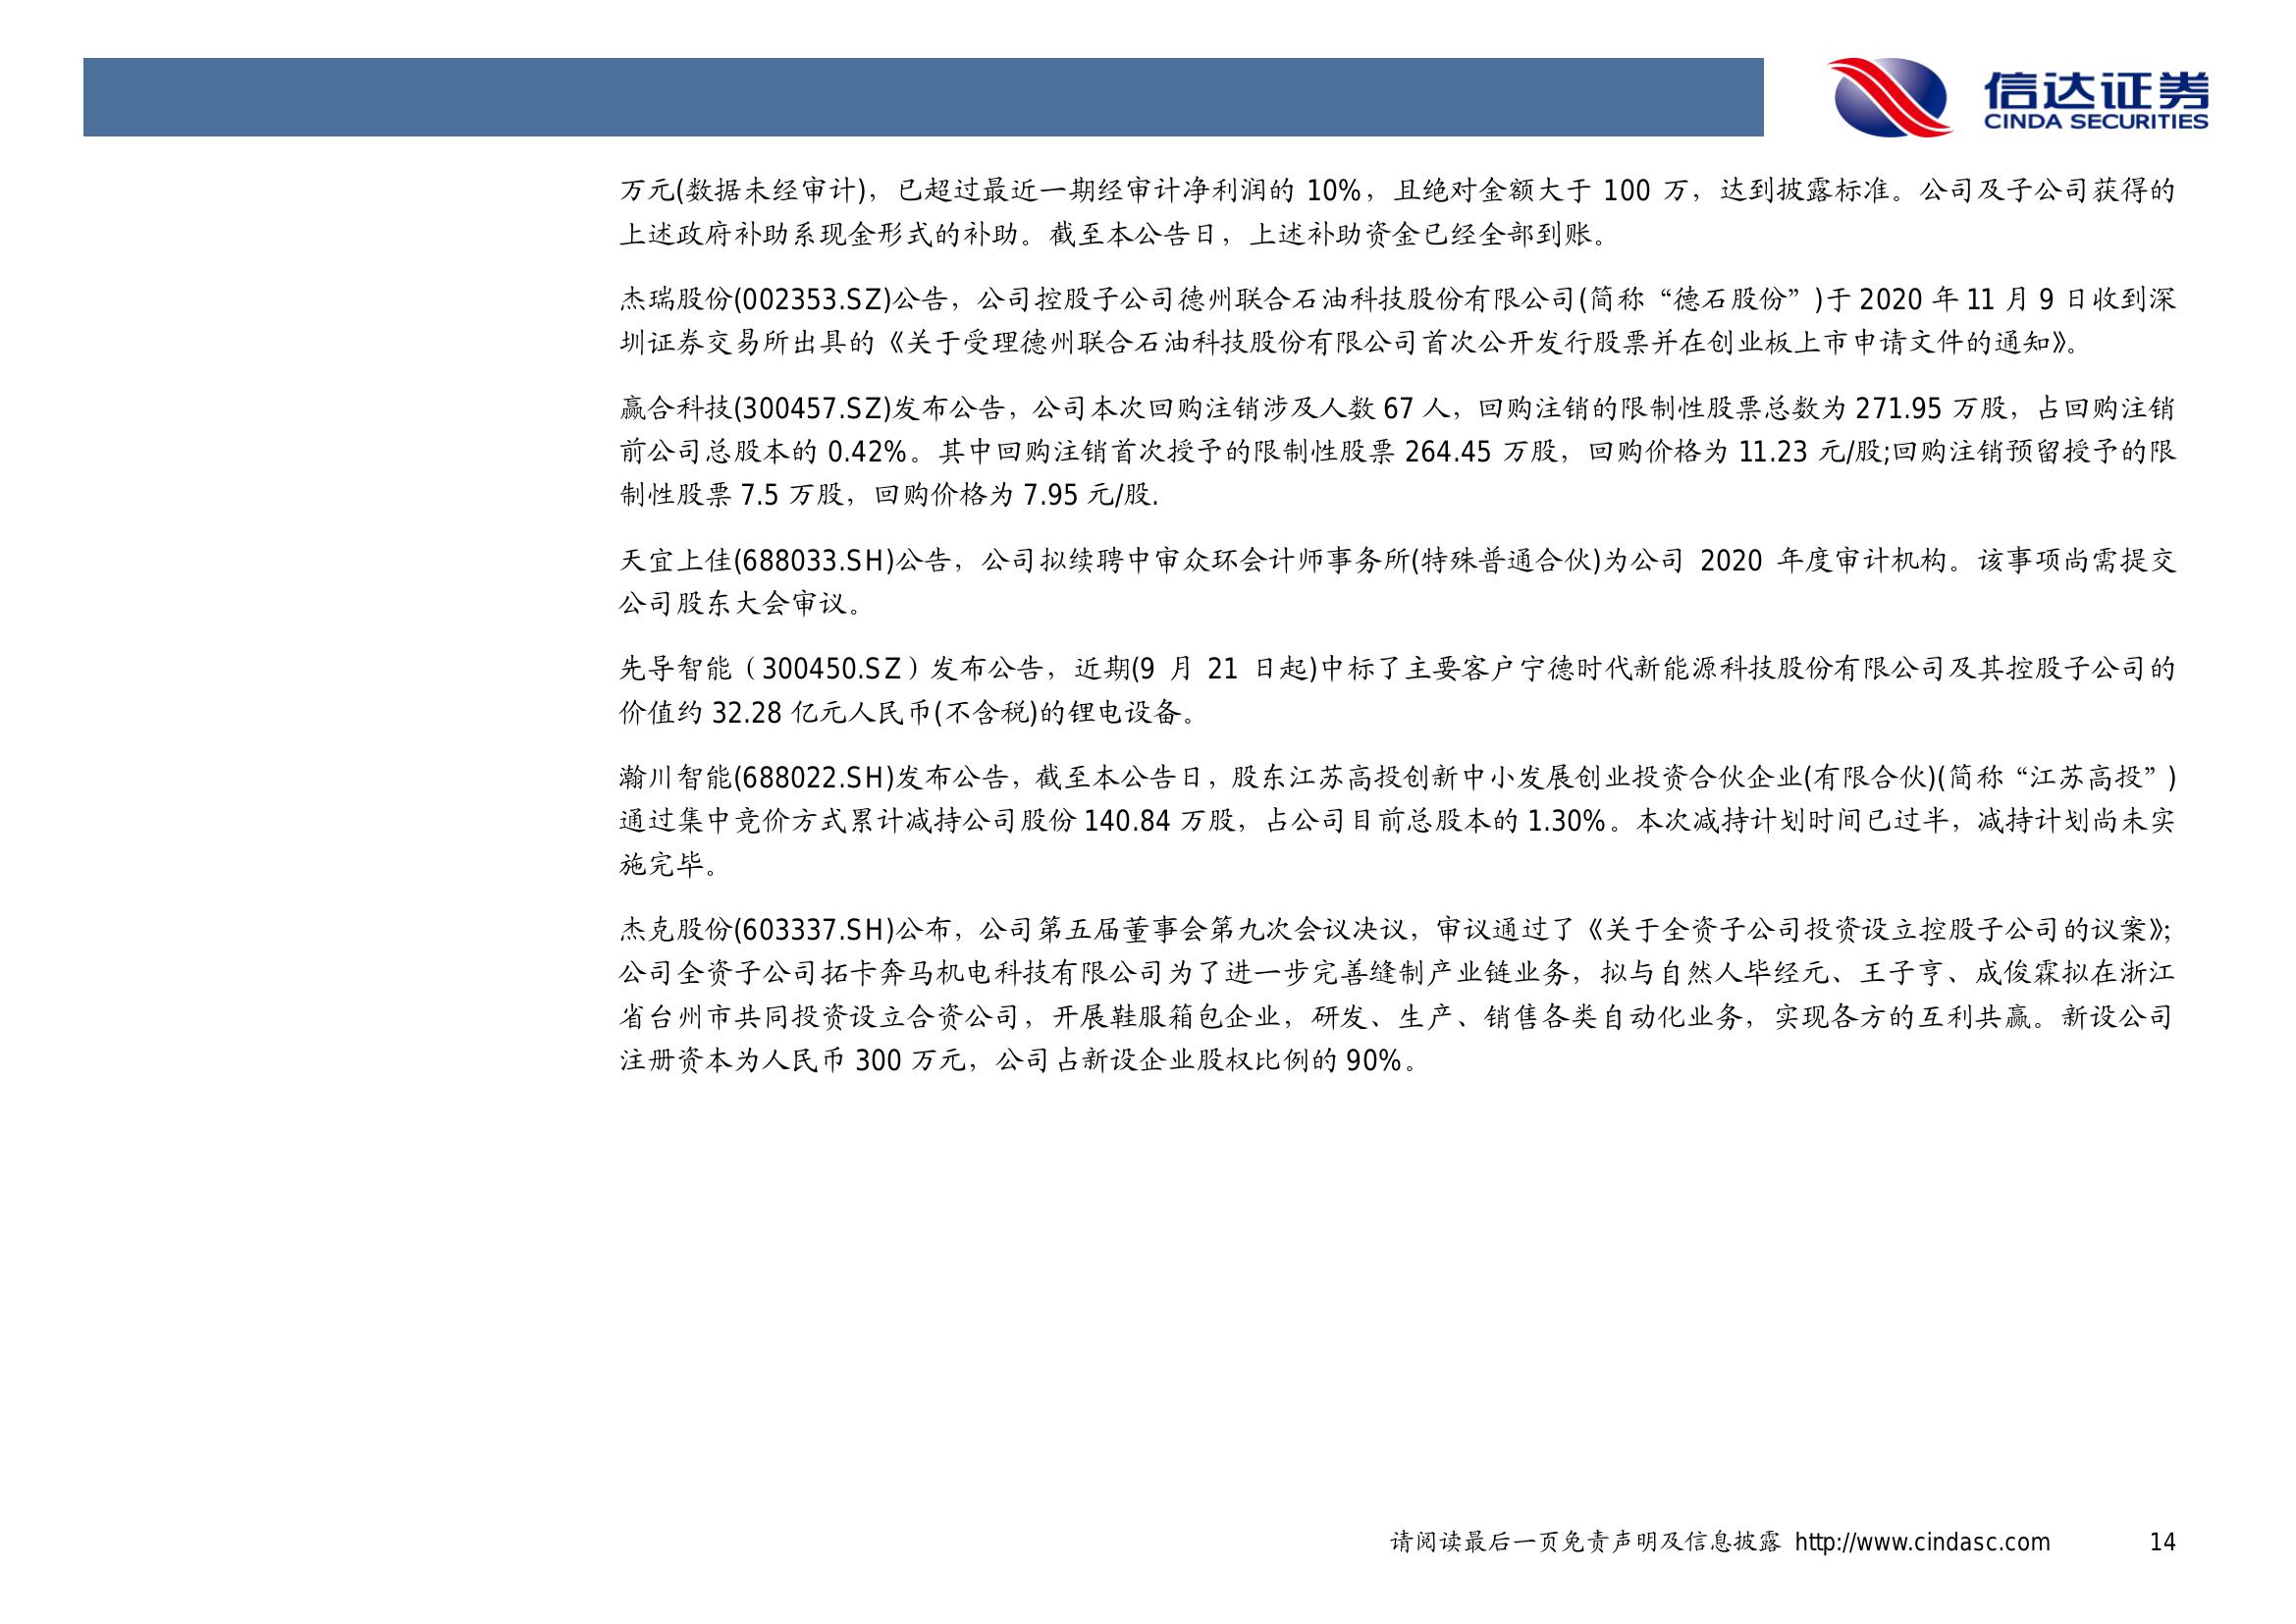 信达证券
CINDA SECURITIES
万元(数据未经审计)，已超过最近一期经审计净利润的 10%，且绝对金额大于 100 万，达到披露标准。公司及子公司获得的
上述政府补助系现金形式的补助。截至本公告日，上述补助资金已经全部到账。
杰瑞股份(002353.SZ)公告，公司控股子公司德州联合石油科技股份有限公司(简称“德石股份”)于 2020 年 11 月 9 日收到深
圳证券交易所出具的《关于受理德州联合石油科技股份有限公司首次公开发行股票并在创业板上市申请文件的通知》。
赢合科技(300457.SZ)发布公告，公司本次回购注销涉及人数 67 人，回购注销的限制性股票总数为 271.95 万股，占回购注销
前公司总股本的 0.42%。其中回购注销首次授予的限制性股票 264.45 万股，回购价格为 11.23 元/股;回购注销预留授予的限
制性股票 7.5 万股，回购价格为 7.95 元/股.
天宜上佳(688033.SH)公告，公司拟续聘中审众环会计师事务所(特殊普通合伙)为公司 2020 年度审计机构。该事项尚需提交
公司股东大会审议。
先导智能（300450.SZ）发布公告，近期(9 月 21 日起)中标了主要客户宁德时代新能源科技股份有限公司及其控股子公司的
价值约 32.28 亿元人民币(不含税)的锂电设备。
瀚川智能(688022.SH)发布公告，截至本公告日，股东江苏高投创新中小发展创业投资合伙企业(有限合伙)(简称“江苏高投”)
通过集中竞价方式累计减持公司股份 140.84 万股，占公司目前总股本的 1.30%。本次减持计划时间已过半，减持计划尚未实
施完毕。
杰克股份(603337.SH)公布，公司第五届董事会第九次会议决议，审议通过了《关于全资子公司投资设立控股子公司的议案》;
公司全资子公司拓卡奔马机电科技有限公司为了进一步完善缝制产业链业务，拟与自然人毕经元、王子亨、成俊霖拟在浙江
省台州市共同投资设立合资公司，开展鞋服箱包企业，研发、生产、销售各类自动化业务，实现各方的互利共赢。新设公司
注册资本为人民币 300 万元，公司占新设企业股权比例的 90%。
请阅读最后一页免责声明及信息披露 http://www.cindasc.com 14